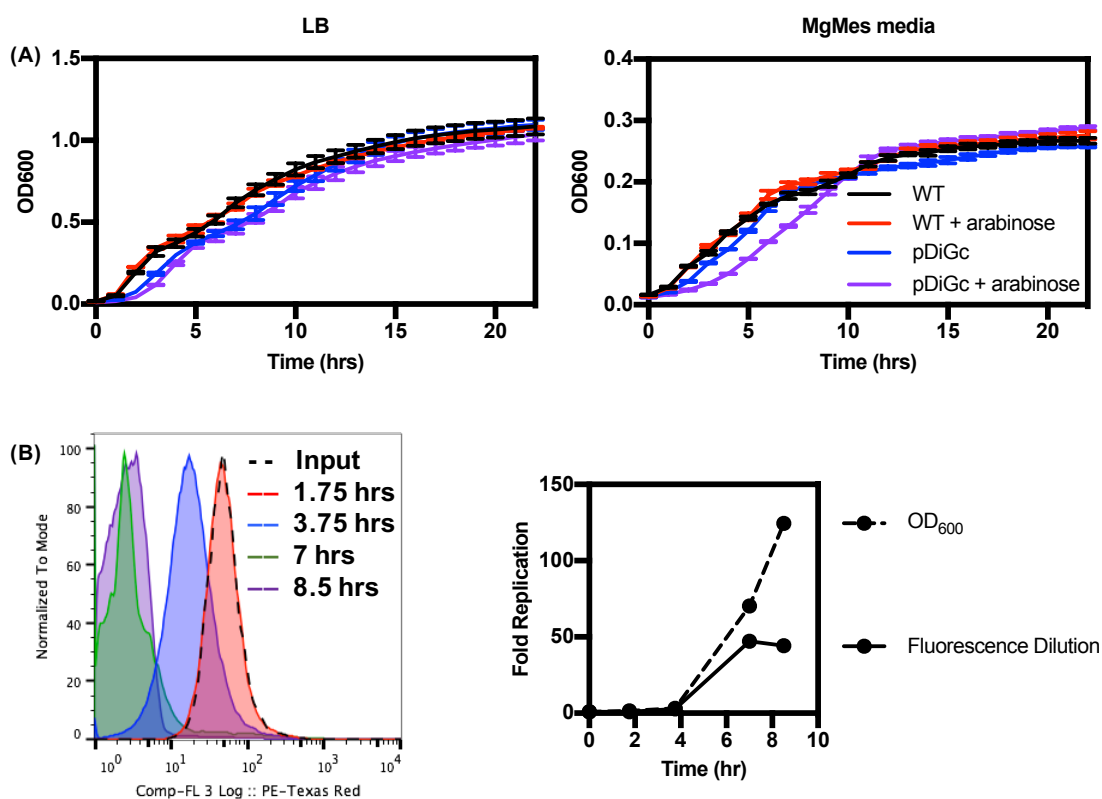 LB
MgMes media
(A)
1.5
1.0
0.5
0.0
OD600
0
5
10
15
20
Time (hrs)
0.4
0.3
0.2
0.1
0.0
OD600
0
5
10
15
20
Time (hrs)
WT
WT + arabinose
pDiGc
pDiGc + arabinose
(B)
100
80
60
40
20
0
Normalized To Mode
10^0
10^1
10^2
10^3
10^4
Comp-FL 3 Log :: PE-Texas Red
Input
1.75 hrs
3.75 hrs
7 hrs
8.5 hrs
150
100
50
0
Fold Replication
0
2
4
6
8
10
Time (hr)
OD600
Fluorescence Dilution